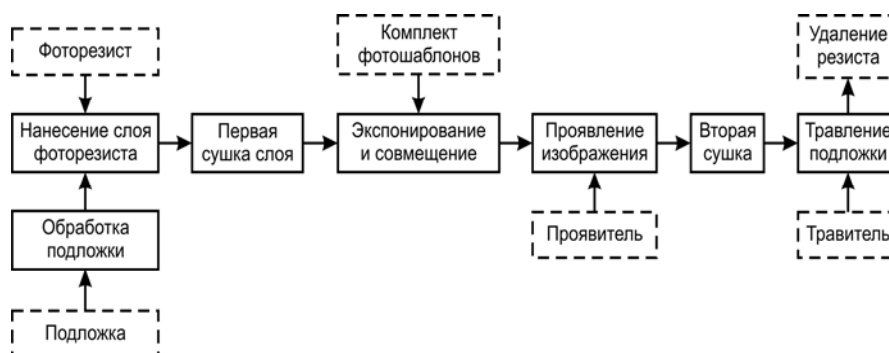 Фоторезист
Комплект
фотошаблонов
Удаление
резиста
Нанесение слоя
фоторезиста
Первая
сушка слоя
Экспонирование
и совмещение
Проявление
изображения
Вторая
сушка
Травление
подложки
Обработка
подложки
Проявитель
Травитель
Подложка